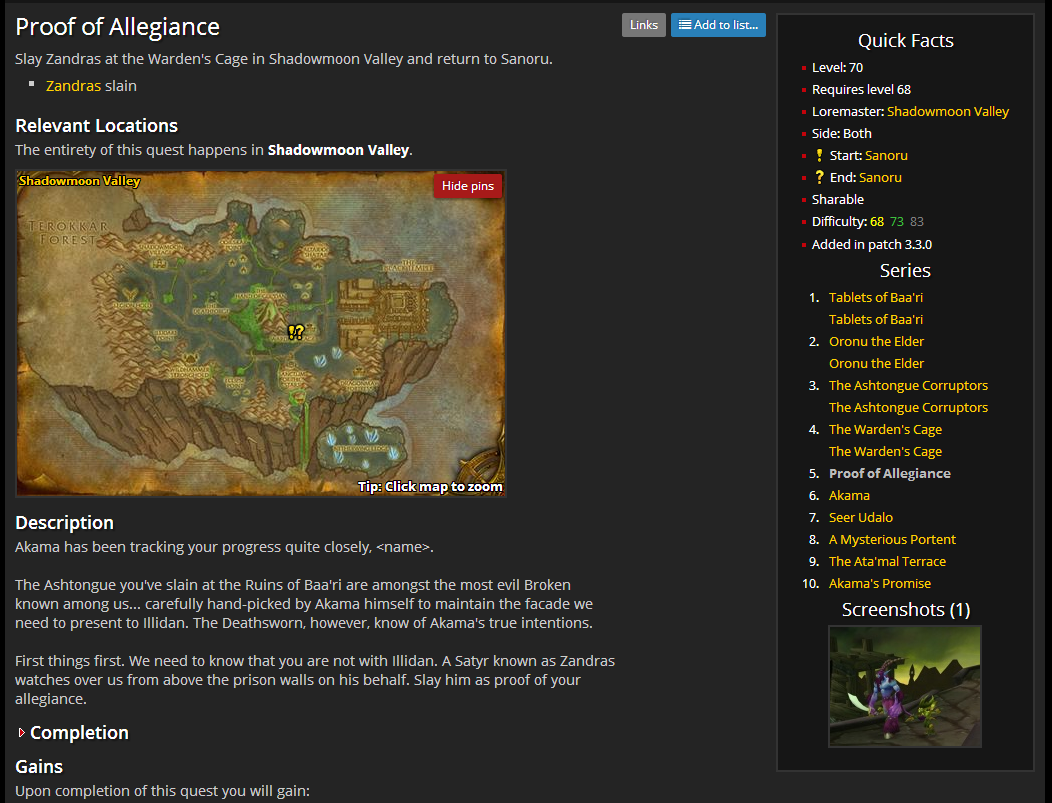 Proof of Allegiance
Links
Add to list...
Slay Zandras at the Warden's Cage in Shadowmoon Valley and return to Sanoru.
Zandras slain
Relevant Locations
The entirety of this quest happens in Shadowmoon Valley.
Shadowmoon Valley
Hide pins
TEROKKAR
FOREST
THE
BLACK TEMPLE
Tip: Click map to zoom
Description
Akama has been tracking your progress quite closely, <name>.
The Ashtongue you've slain at the Ruins of Baa'ri are amongst the most evil Broken
known among us... carefully hand-picked by Akama himself to maintain the facade we
need to present to Illidan. The Deathsworn, however, know of Akama's true intentions.
First things first. We need to know that you are not with Illidan. A Satyr known as Zandras
watches over us from above the prison walls on his behalf. Slay him as proof of your
allegiance.
Completion
Gains
Upon completion of this quest you will gain:
Quick Facts
Level: 70
Requires level 68
Loremaster: Shadowmoon Valley
Side: Both
! Start: Sanoru
? End: Sanoru
Sharable
Difficulty: 68 73 83
Added in patch 3.3.0
Series
1. Tablets of Baa'ri
Tablets of Baa'ri
2. Oronu the Elder
Oronu the Elder
3. The Ashtongue Corruptors
The Ashtongue Corruptors
4. The Warden's Cage
The Warden's Cage
5. Proof of Allegiance
6. Akama
7. Seer Udalo
8. A Mysterious Portent
9. The Ata'mal Terrace
10. Akama's Promise
Screenshots (1)